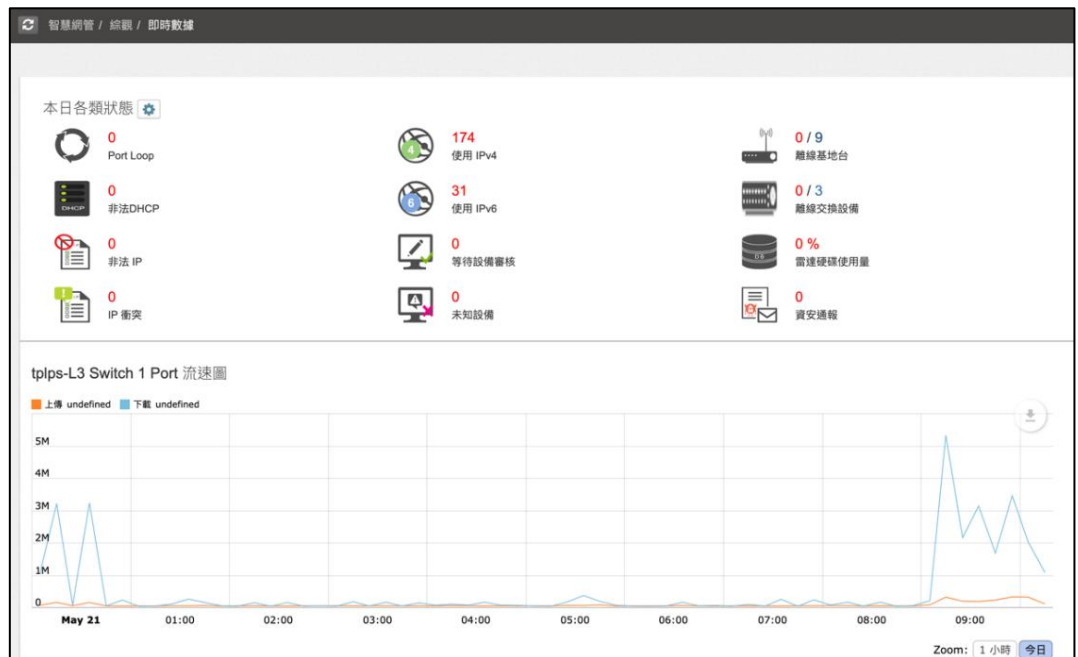 智慧網管 / 綜觀 / 即時數據
本日各類狀態
0
Port Loop
4
174
使用 IPv4
0 / 9
離線基地台
DHCP
0
非法DHCP
6
31
使用 IPv6
0 / 3
離線交換設備
0
非法 IP
0
等待設備審核
DB
0 %
雷達硬碟使用量
0
IP 衝突
0
未知設備
0
資安通報
tplps-L3 Switch 1 Port 流速圖
上傳 undefined 下載 undefined
5M
4M
3M
2M
1M
0
May 21 01:00 02:00 03:00 04:00 05:00 06:00 07:00 08:00 09:00
Zoom: 1 小時 今日